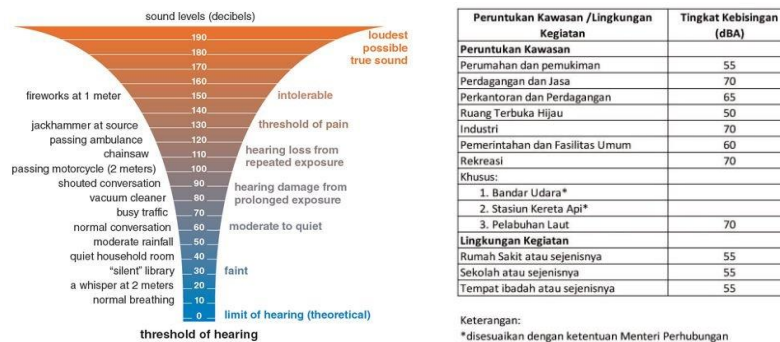 sound levels (decibels)
190
loudest
possible
true sound
180
170
160
fireworks at 1 meter 150 intolerable
140
jackhammer at source 130 threshold of pain
passing ambulance 120
chainsaw 110 hearing loss from
repeated exposure
passing motorcycle (2 meters) 100
shouted conversation 90 hearing damage from
prolonged exposure
vacuum cleaner 80
busy traffic 70
normal conversation 60 moderate to quiet
moderate rainfall 50
quiet household room 40
“silent” library 30 faint
a whisper at 2 meters 20
normal breathing 10
0 limit of hearing (theoretical)
threshold of hearing
Peruntukan Kawasan /Lingkungan Tingkat Kebisingan
Kegiatan (dBA)
Peruntukan Kawasan
Perumahan dan pemukiman 55
Perdagangan dan Jasa 70
Perkantoran dan Perdagangan 65
Ruang Terbuka Hijau 50
Industri 70
Pemerintahan dan Fasilitas Umum 60
Rekreasi 70
Khusus:
1. Bandar Udara*
2. Stasiun Kereta Api*
3. Pelabuhan Laut 70
Lingkungan Kegiatan
Rumah Sakit atau sejenisnya 55
Sekolah atau sejenisnya 55
Tempat ibadah atau sejenisnya 55
Keterangan:
*disesuaikan dengan ketentuan Menteri Perhubungan